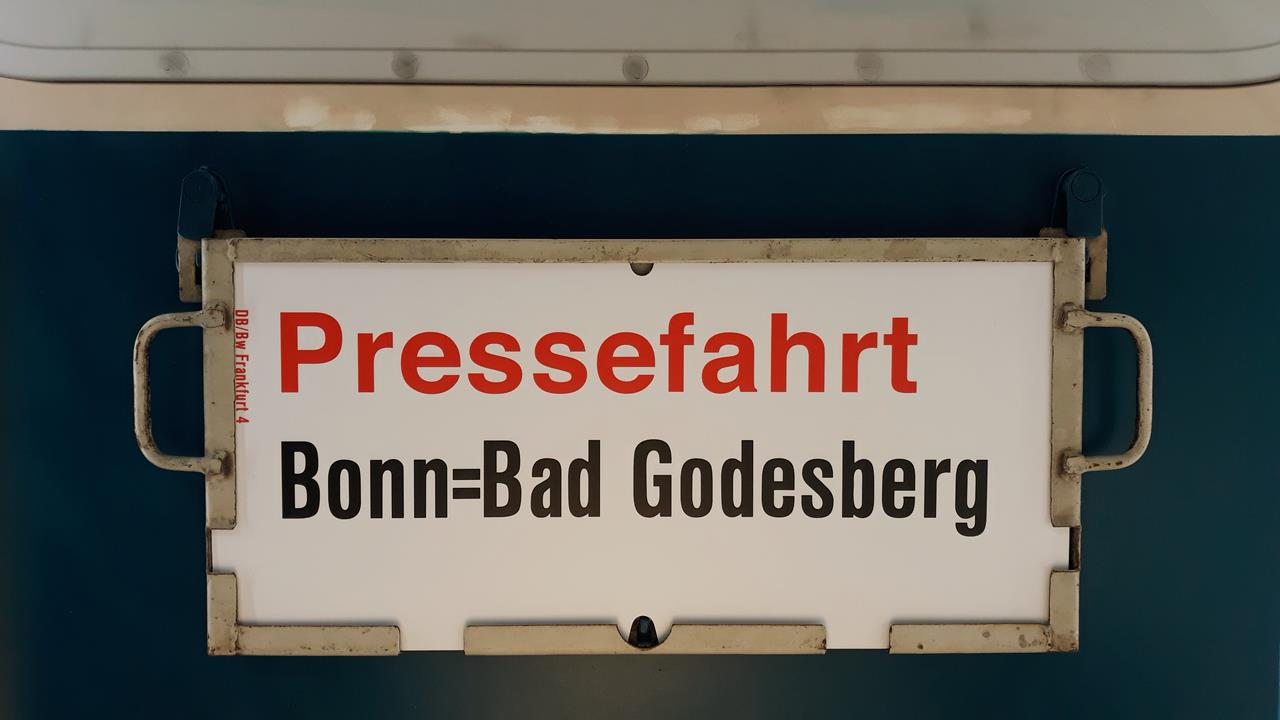 Pressefahrt
Bonn=Bad Godesberg
DB/Bw Frankfurt 4